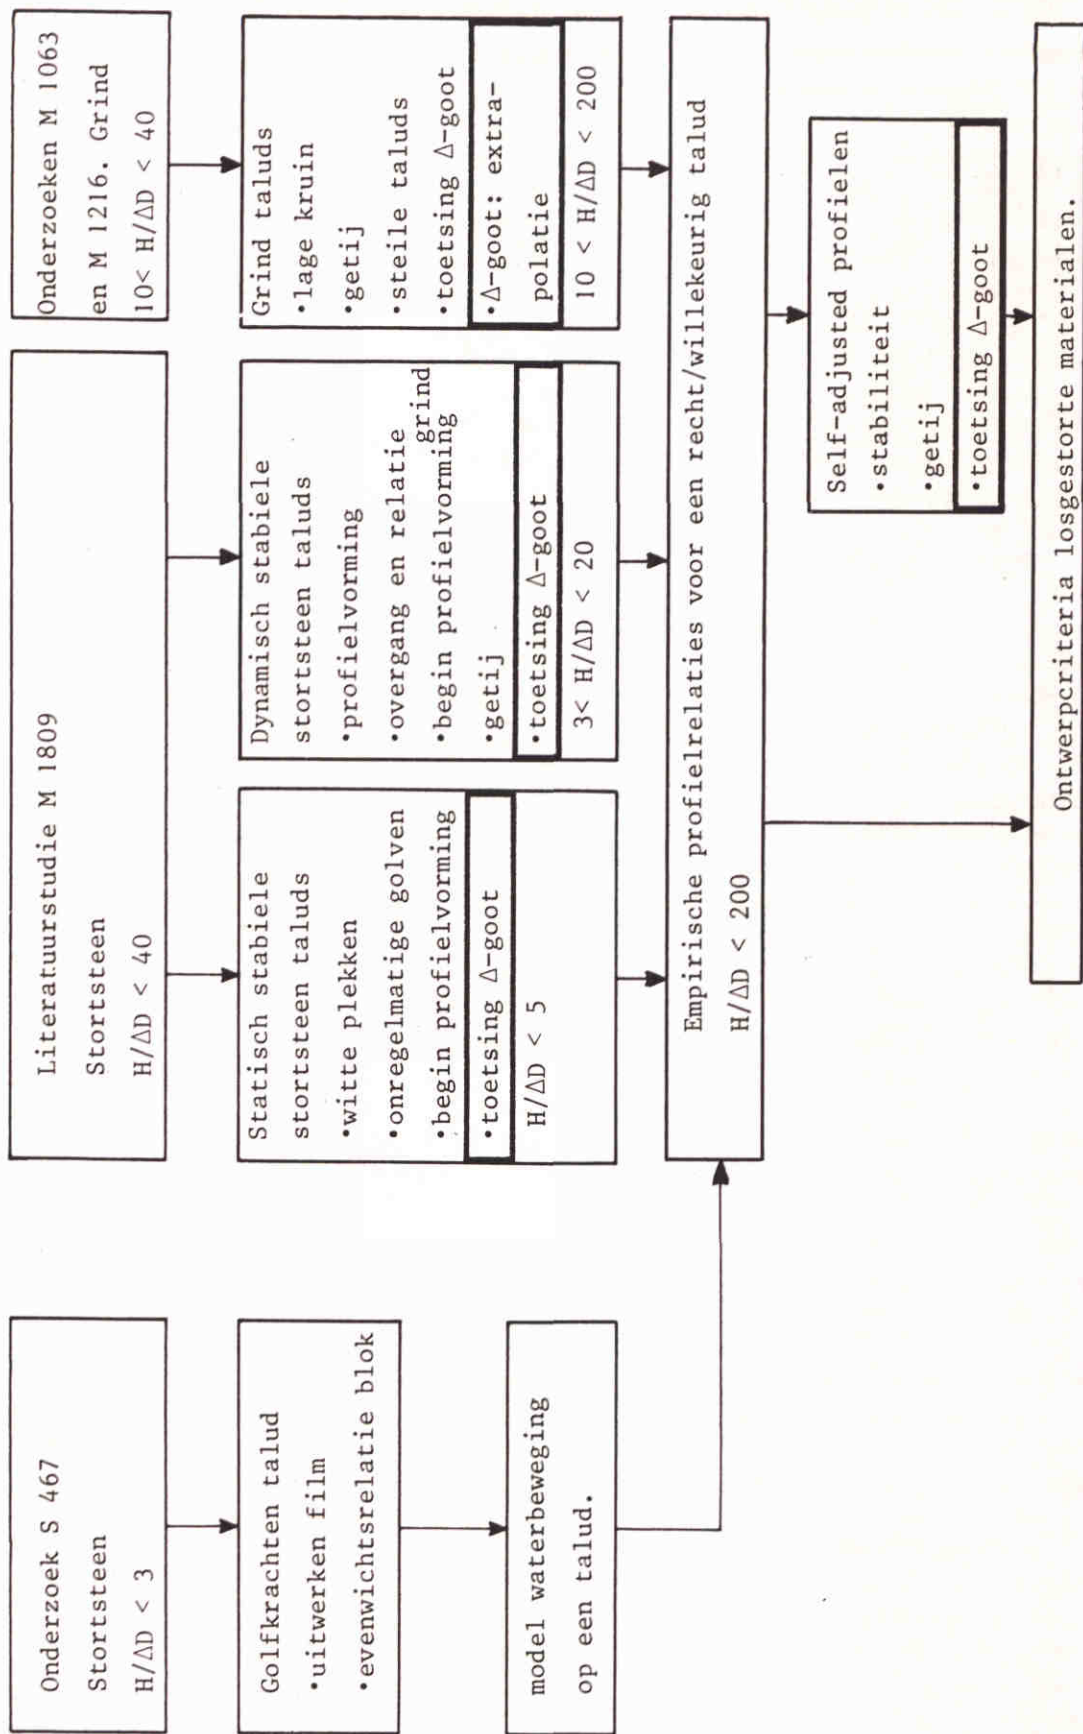 Onderzoek S 467
Stortsteen
H/ΔD < 3
Literatuurstudie M 1809
Stortsteen
H/ΔD < 40
Onderzoeken M 1063
en M 1216. Grind
10< H/ΔD < 40
Golfkrachten talud
•uitwerken film
•evenwichtsrelatie blok
Statisch stabiele
stortsteen taluds
•witte plekken
•onregelmatige golven
•begin profielvorming
•toetsing Δ-goot
H/ΔD < 5
Dynamisch stabiele
stortsteen taluds
•profielvorming
•overgang en relatie
grind
•begin profielvorming
•getij
•toetsing Δ-goot
3< H/ΔD < 20
Grind taluds
•lage kruin
•getij
•steile taluds
•toetsing Δ-goot
•Δ-goot: extra-
polatie
10 < H/ΔD < 200
model waterbeweging
op een talud.
Empirische profielrelaties voor een recht/willekeurig talud
H/ΔD < 200
Self-adjusted profielen
•stabiliteit
•getij
•toetsing Δ-goot
Ontwerpcriteria losgestorte materialen.